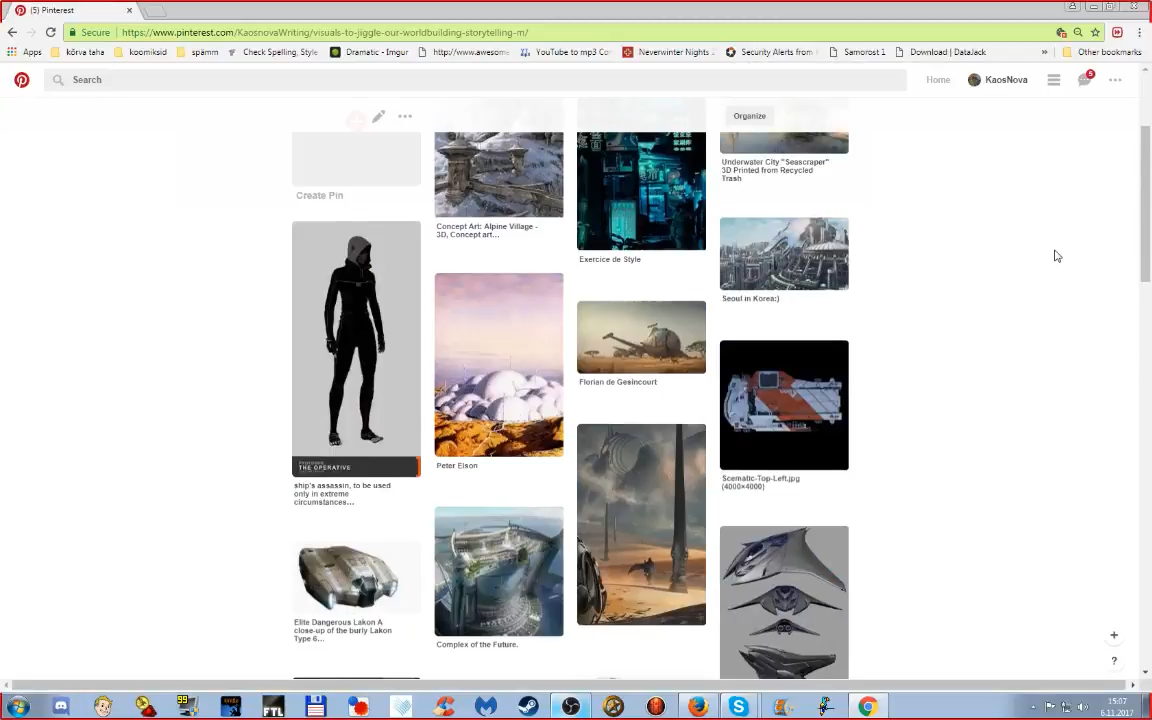 (5) Pinterest
Secure
https://www.pinterest.com/KaosnovaWriting/visuals-to-jiggle-our-worldbuilding-storytelling-m/
Apps
kõrva taha
koomiksid
spämm
Check Spelling, Style
Dramatic - Imgur
http://www.awesome
YouTube to mp3 Con
Neverwinter Nights 2
Security Alerts from
Samorost 1
Download | DataJack
»
Other bookmarks
Search
Home
KaosNova
5
Organize
Create Pin
THE OPERATIVE
ship's assassin, to be used
only in extreme
circumstances...
Elite Dangerous Lakon A
close-up of the burly Lakon
Type 6...
Concept Art: Alpine Village -
3D, Concept art...
Peter Elson
Complex of the Future.
Exercice de Style
Florian de Gesincourt
Underwater City "Seascraper"
3D Printed from Recycled
Trash
Seoul in Korea:)
Scematic-Top-Left.jpg
(4000×4000)
+
?
99
FTL
15:07
6.11.2017